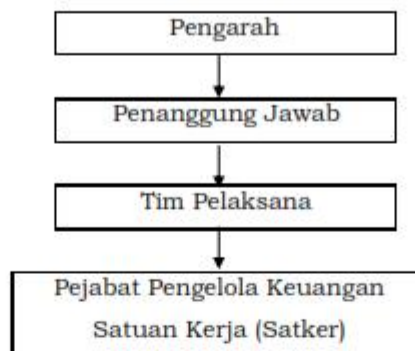 Pengarah
Penanggung Jawab
Tim Pelaksana
Pejabat Pengelola Keuangan
Satuan Kerja (Satker)